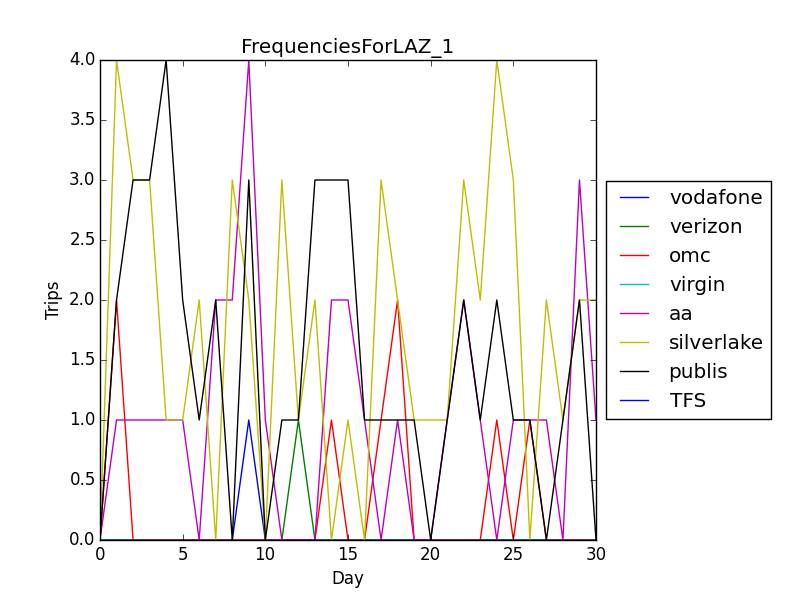 FrequenciesForLAZ_1
4.0
3.5
3.0
2.5
2.0
1.5
1.0
0.5
0.0
Trips
0 5 10 15 20 25 30
Day
vodafone
verizon
omc
virgin
aa
silverlake
publis
TFS